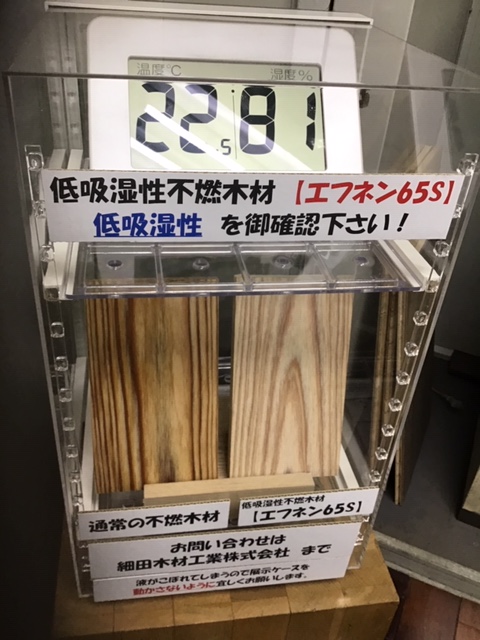 温度℃ 湿度%
22.5 81
低吸湿性不燃木材 【エフネン65S】
低吸湿性 を御確認下さい！
通常の不燃木材
低吸湿性不燃木材
【エフネン65S】
お問い合わせは
細田木材工業株式会社 まで
液がこぼれてしまうので展示ケースを
動かさないように宜しくお願いします。